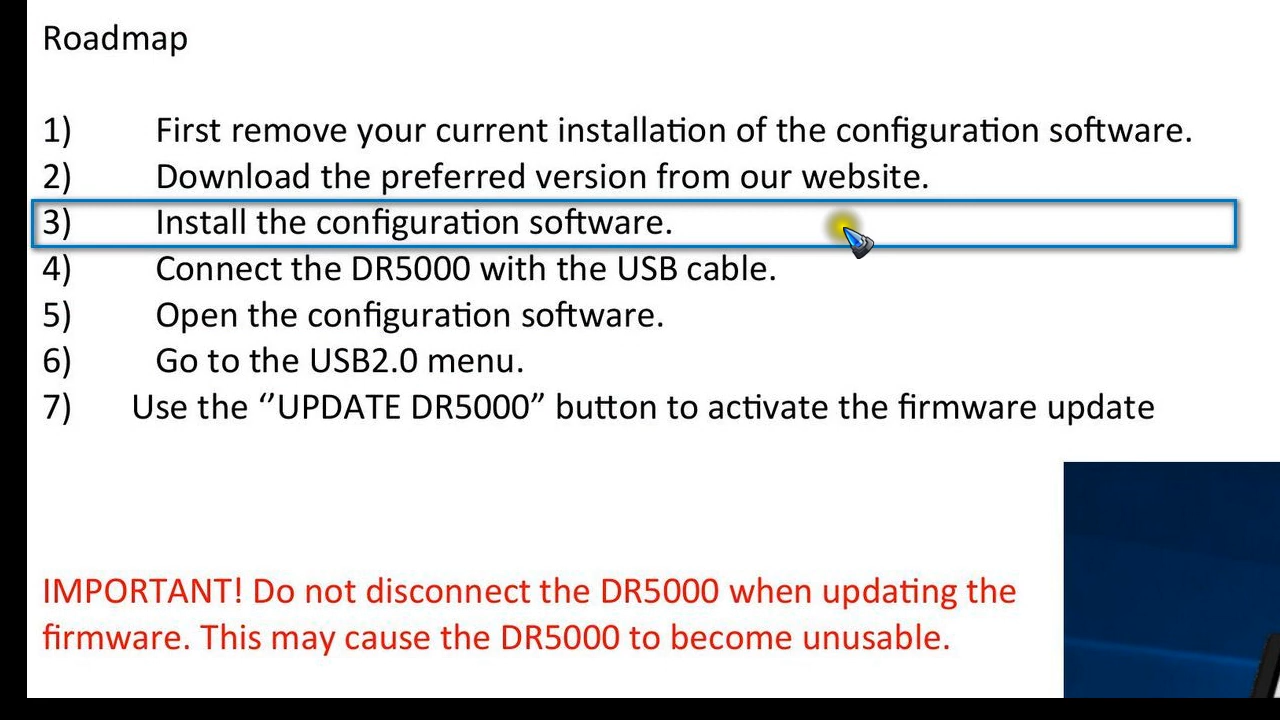 Roadmap
1) First remove your current installation of the configuration software.
2) Download the preferred version from our website.
3) Install the configuration software.
4) Connect the DR5000 with the USB cable.
5) Open the configuration software.
6) Go to the USB2.0 menu.
7) Use the ‘’UPDATE DR5000” button to activate the firmware update
IMPORTANT! Do not disconnect the DR5000 when updating the
firmware. This may cause the DR5000 to become unusable.